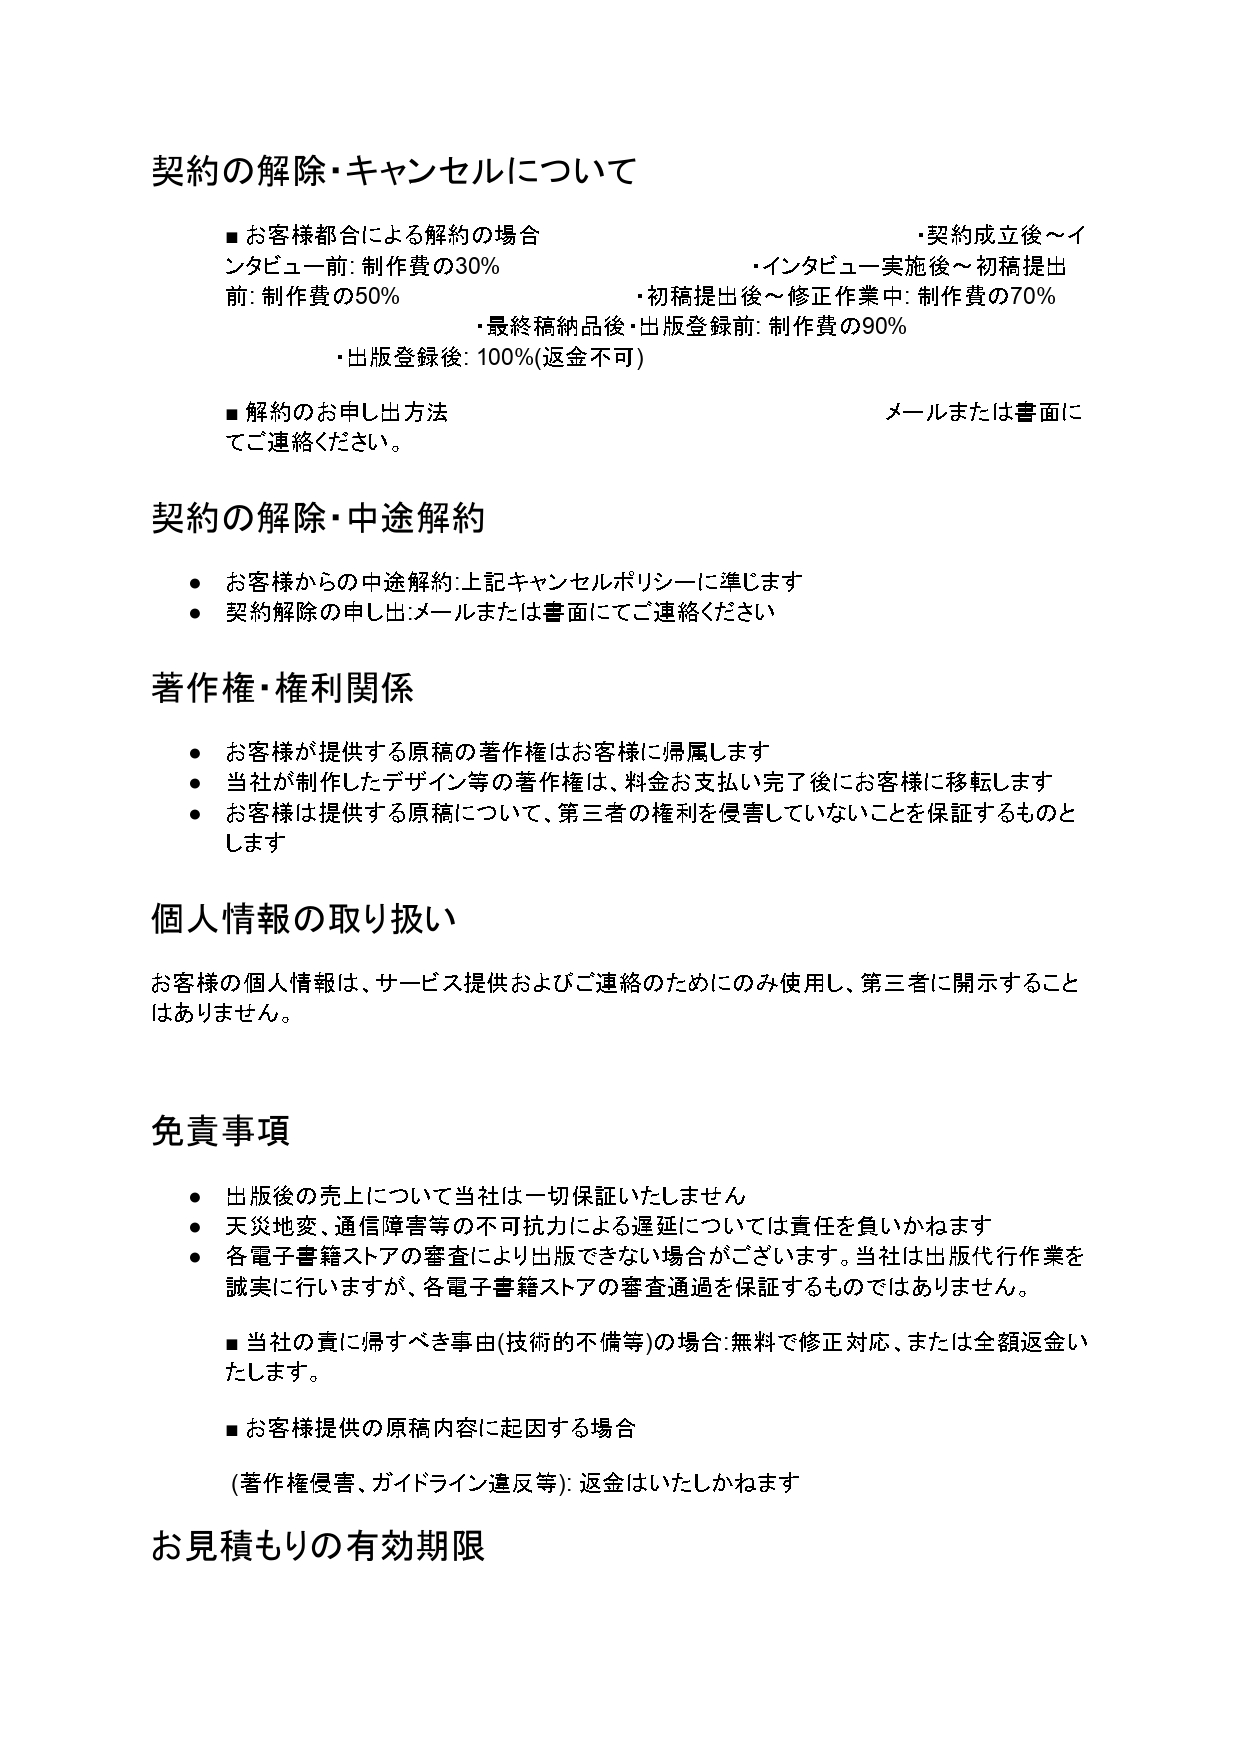 契約の解除・キャンセルについて
■ お客様都合による解約の場合 ・契約成立後～イ
ンタビュー前: 制作費の30% ・インタビュー実施後～初稿提出
前: 制作費の50% ・初稿提出後～修正作業中: 制作費の70%
・最終稿納品後・出版登録前: 制作費の90%
・出版登録後: 100%(返金不可)
■ 解約のお申し出方法 メールまたは書面に
てご連絡ください。
契約の解除・中途解約
● お客様からの中途解約:上記キャンセルポリシーに準じます
● 契約解除の申し出:メールまたは書面にてご連絡ください
著作権・権利関係
● お客様が提供する原稿の著作権はお客様に帰属します
● 当社が制作したデザイン等の著作権は、料金お支払い完了後にお客様に移転します
● お客様は提供する原稿について、第三者の権利を侵害していないことを保証するものと
します
個人情報の取り扱い
お客様の個人情報は、サービス提供およびご連絡のためにのみ使用し、第三者に開示すること
はありません。
免責事項
● 出版後の売上について当社は一切保証いたしません
● 天災地変、通信障害等の不可抗力による遅延については責任を負いかねます
● 各電子書籍ストアの審査により出版できない場合がございます。当社は出版代行作業を
誠実に行いますが、各電子書籍ストアの審査通過を保証するものではありません。
■ 当社の責に帰すべき事由(技術的不備等)の場合:無料で修正対応、または全額返金い
たします。
■ お客様提供の原稿内容に起因する場合
(著作権侵害、ガイドライン違反等): 返金はいたしかねます
お見積もりの有効期限